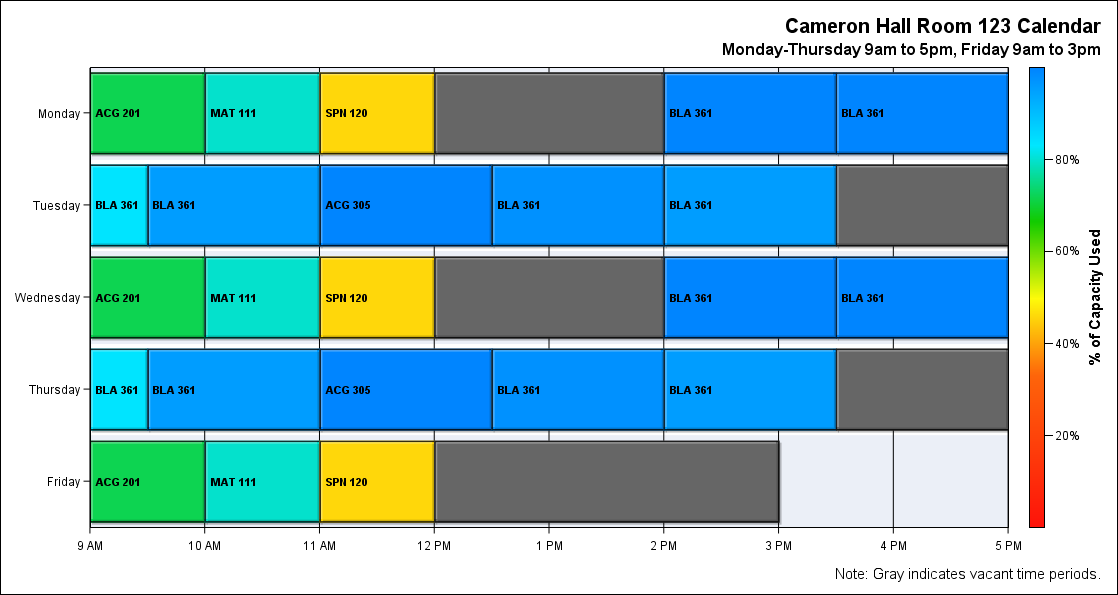 Cameron Hall Room 123 Calendar
Monday-Thursday 9am to 5pm, Friday 9am to 3pm
Monday ACG 201 MAT 111 SPN 120 BLA 361 BLA 361
80%
Tuesday BLA 361 BLA 361 ACG 305 BLA 361 BLA 361
60%
% of Capacity Used
Wednesday ACG 201 MAT 111 SPN 120 BLA 361 BLA 361
40%
Thursday BLA 361 BLA 361 ACG 305 BLA 361 BLA 361
20%
Friday ACG 201 MAT 111 SPN 120
9 AM 10 AM 11 AM 12 PM 1 PM 2 PM 3 PM 4 PM 5 PM
Note: Gray indicates vacant time periods.